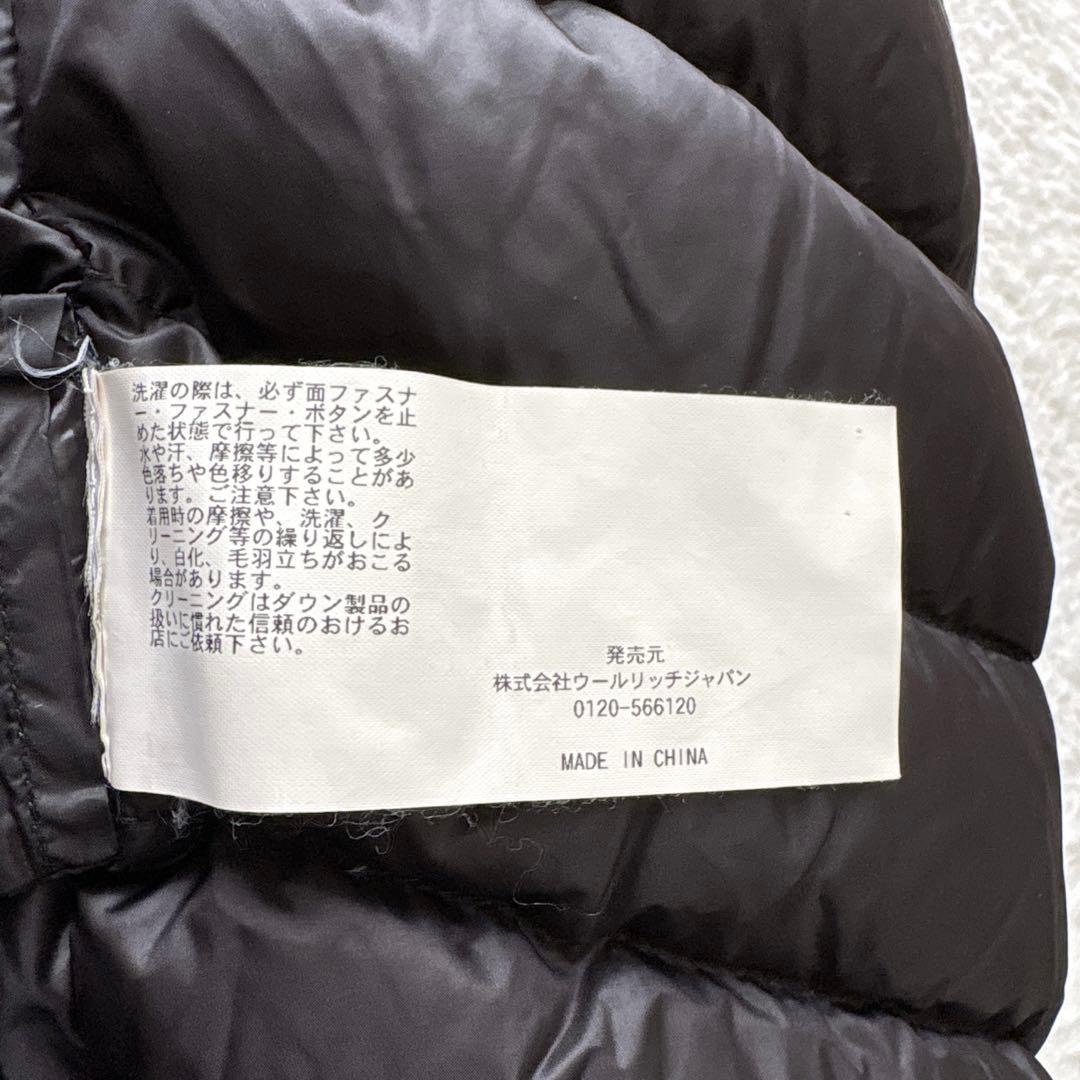 洗濯の際は、必ず面ファスナ
ー・ファスナー・ボタンを止
めた状態で行って下さい。
水や汗、摩擦等によって多少
色落ちや色移りすることがあ
ります。ご注意下さい。
着用時の摩擦や、洗濯、ク
リーニング等の繰り返しによ
り、白化、毛羽立ちがおこる
場合があります。
クリーニングはダウン製品の
扱いに慣れた信頼のおけるお
店にご依頼下さい。
発売元
株式会社ウールリッチジャパン
0120-566120
MADE IN CHINA